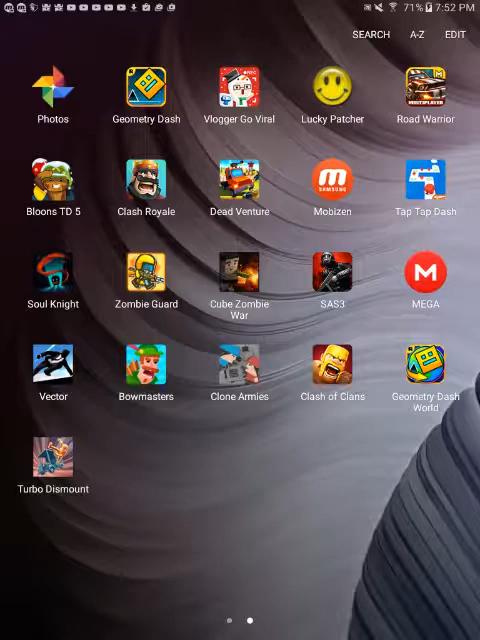 71% 7:52 PM
SEARCH A-Z EDIT
Photos Geometry Dash Vlogger Go Viral Lucky Patcher Road Warrior
Bloons TD 5 Clash Royale Dead Venture Mobizen Tap Tap Dash
Soul Knight Zombie Guard Cube Zombie War SAS3 MEGA
Vector Bowmasters Clone Armies Clash of Clans Geometry Dash World
Turbo Dismount